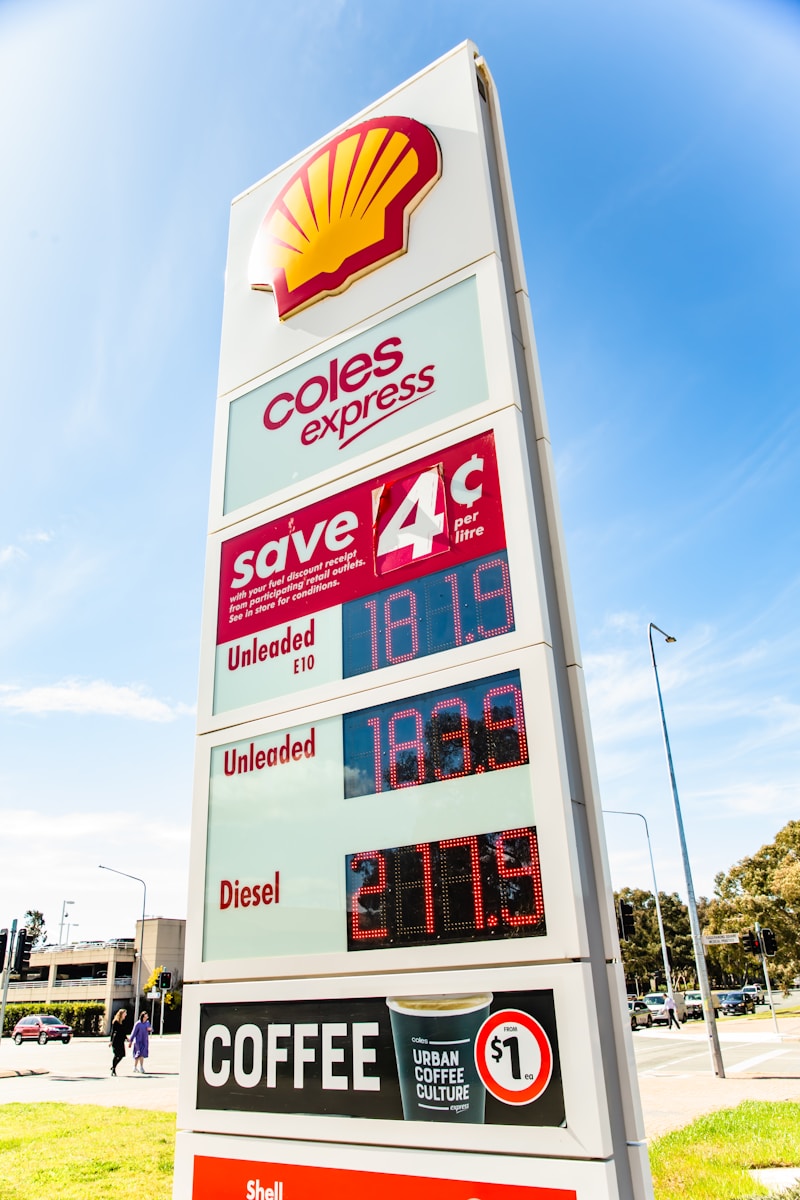 coles
express
save 4¢
per
litre
with your fuel discount receipt
from participating retail outlets.
See in store for conditions.
Unleaded 181.9
E10
Unleaded 183.9
Diesel 217.9
COFFEE
coles
URBAN
COFFEE
CULTURE
express
FROM
$1
ea
Shell